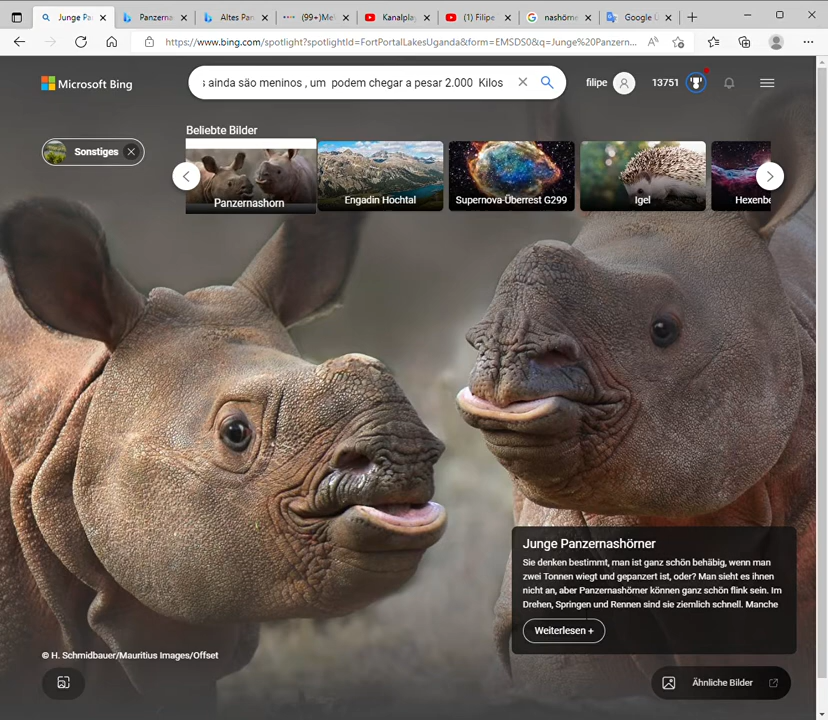 Junge Pa
Panzerna
Altes Pan
(99+)Me
Kanalpla
(1) Filipe
nashörne
Google Ü
https://www.bing.com/spotlight?spotlightId=FortPortalLakesUganda&form=EMSDS0&q=Junge%20Panzern...
Microsoft Bing
ainda säo meninos , um podem chegar a pesar 2.000 Kilos
filipe
13751
Beliebte Bilder
Sonstiges
Panzernashorn
Engadin Hochtal
Supernova-Überrest G299
Igel
Hexenbe
Junge Panzernashörner
Sie denken bestimmt, man ist ganz schön behäbig, wenn man
zwei Tonnen wiegt und gepanzert ist, oder? Man sieht es ihnen
nicht an, aber Panzernashörner können ganz schön flink sein. Im
Drehen, Springen und Rennen sind sie ziemlich schnell. Manche
Weiterlesen +
© H. Schmidbauer/Mauritius Images/Offset
Ähnliche Bilder